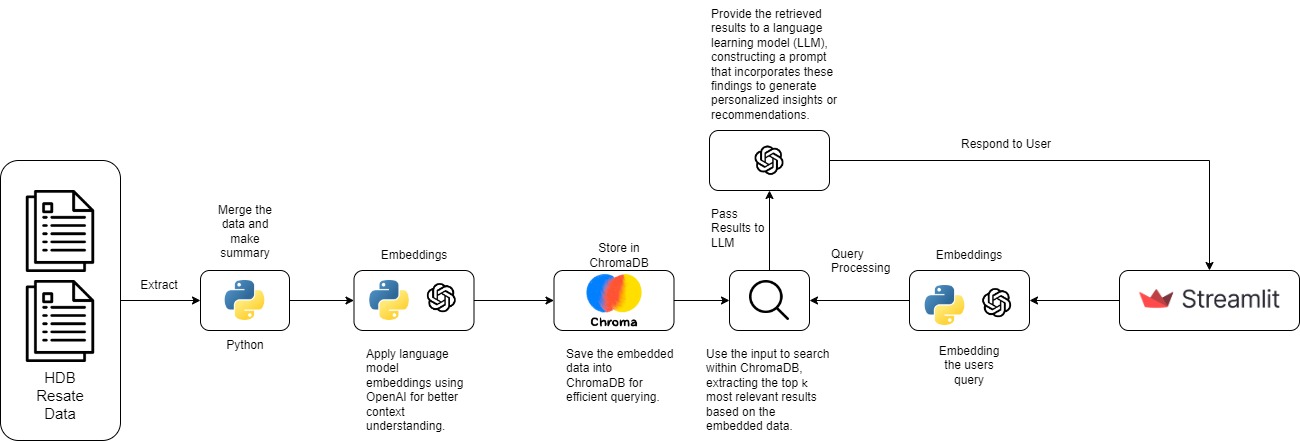 Provide the retrieved
results to a language
learning model (LLM),
constructing a prompt
that incorporates these
findings to generate
personalized insights or
recommendations.
Respond to User
Merge the
data and
make
summary
Pass
Results to
LLM
Extract
Embeddings
Store in
ChromaDB
Query
Processing
Embeddings
Chroma
Streamlit
Python
HDB
Resate
Data
Apply language
model
embeddings using
OpenAI for better
context
understanding.
Save the embedded
data into
ChromaDB for
efficient querying.
Use the input to search
within ChromaDB,
extracting the top k
most relevant results
based on the
embedded data.
Embedding
the users
query